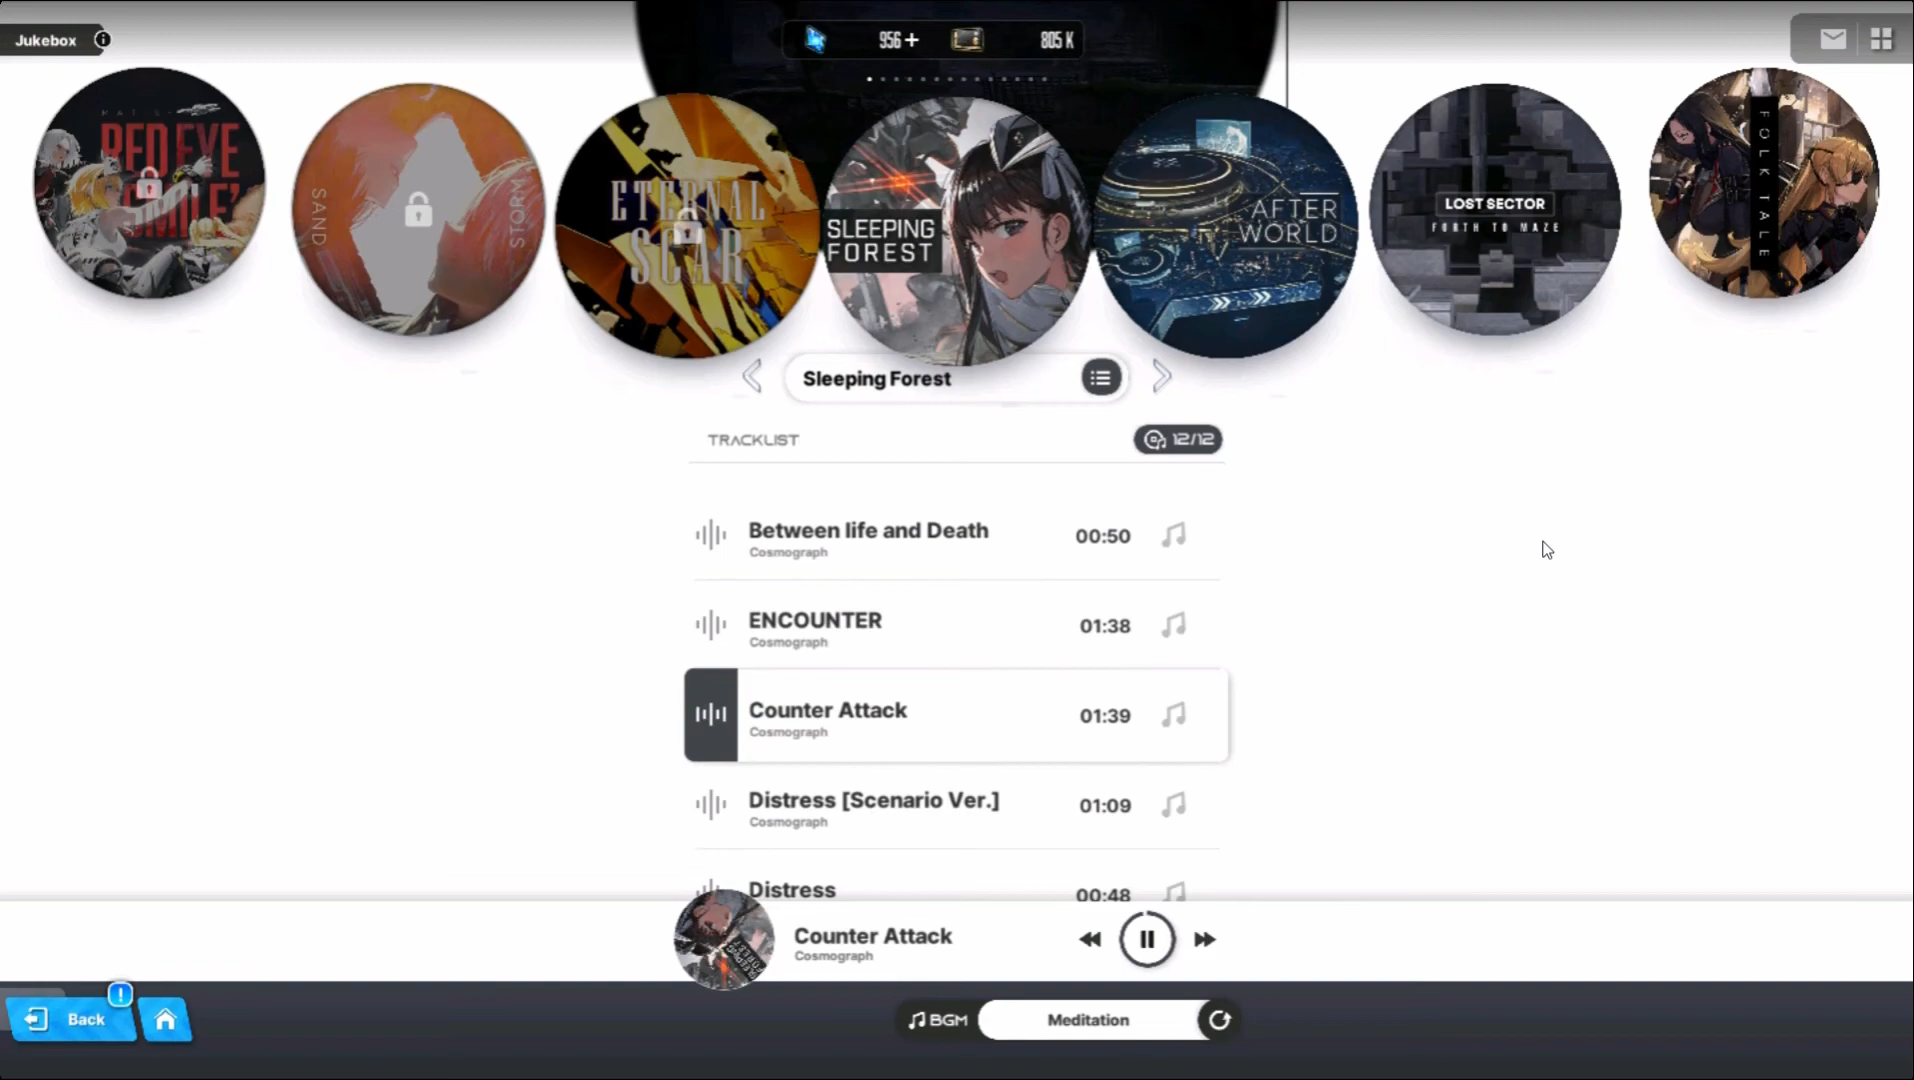 Jukebox
956+
805 K
RED EYE
SMILE'
SAND
STORM
ETERNAL
SCAR
SLEEPING
FOREST
AFTER
WORLD
LOST SECTOR
FORTH TO MAZE
FOLK TALE
Sleeping Forest
TRACKLIST
12/12
Between life and Death
00:50
Cosmograph
ENCOUNTER
01:38
Cosmograph
Counter Attack
01:39
Cosmograph
Distress [Scenario Ver.]
01:09
Cosmograph
Distress
00:48
Counter Attack
Cosmograph
Back
BGM
Meditation